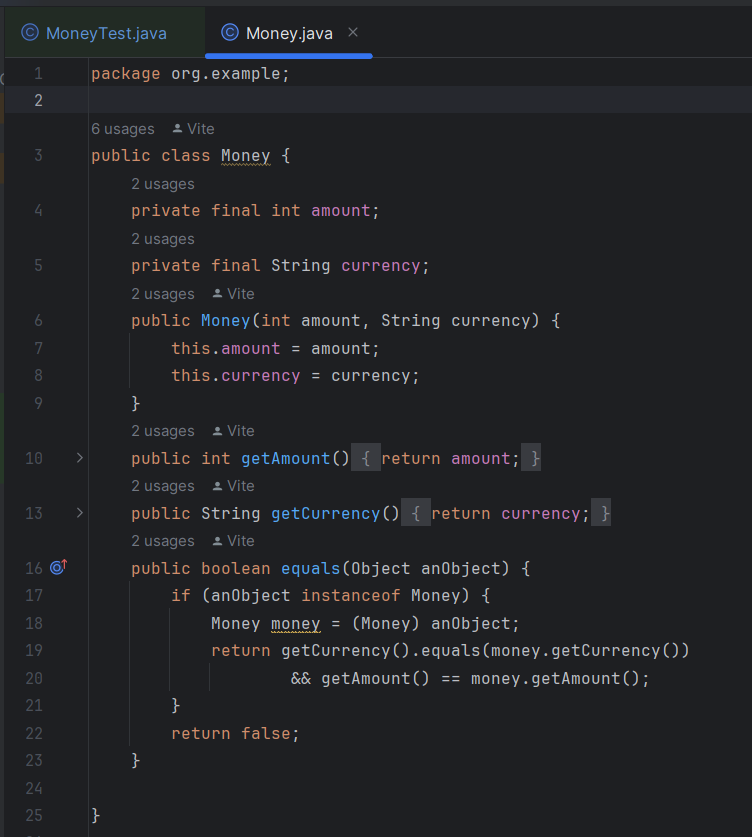 MoneyTest.java Money.java
1 package org.example;
2
6 usages Vite
3 public class Money {
2 usages
4 private final int amount;
2 usages
5 private final String currency;
2 usages Vite
6 public Money(int amount, String currency) {
7 this.amount = amount;
8 this.currency = currency;
9 }
2 usages Vite
10 public int getAmount() { return amount; }
2 usages Vite
13 public String getCurrency() { return currency; }
2 usages Vite
16 public boolean equals(Object anObject) {
17 if (anObject instanceof Money) {
18 Money money = (Money) anObject;
19 return getCurrency().equals(money.getCurrency())
20 && getAmount() == money.getAmount();
21 }
22 return false;
23 }
24
25 }